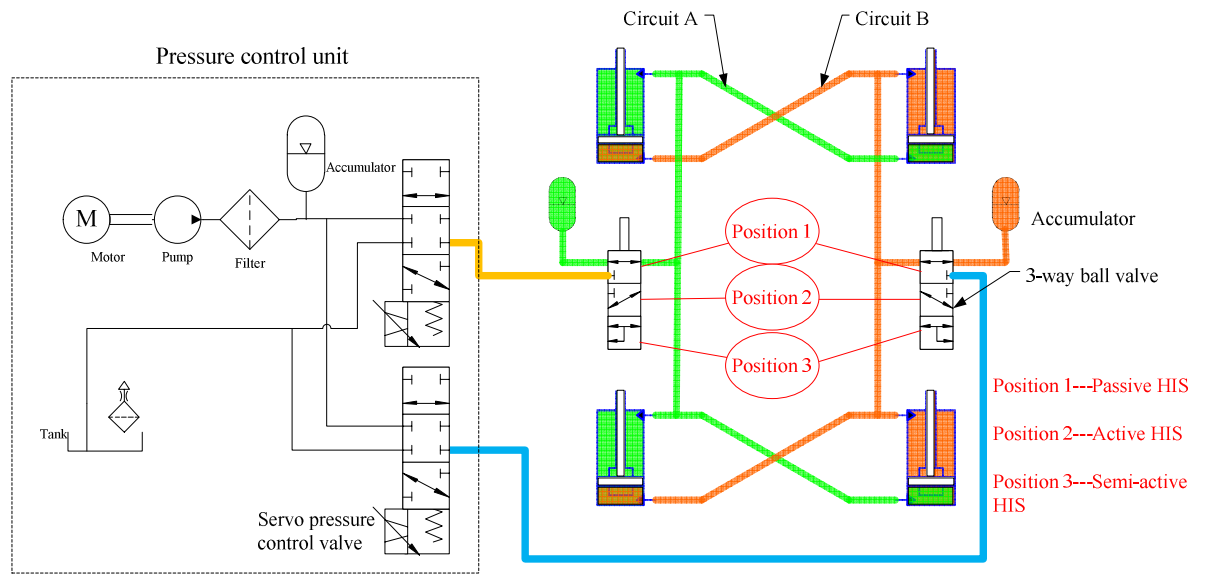 Circuit A
Circuit B
Pressure control unit
Accumulator
M
Motor
Pump
Filter
Position 1
Accumulator
3-way ball valve
Position 2
Position 3
Position 1---Passive HIS
Position 2---Active HIS
Position 3---Semi-active
HIS
Tank
Servo pressure
control valve